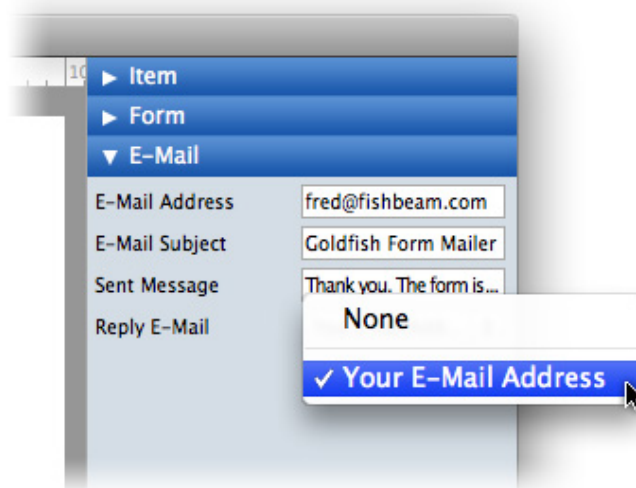 10
Item
Form
E-Mail
E-Mail Address fred@fishbeam.com
E-Mail Subject Goldfish Form Mailer
Sent Message Thank you. The form is...
Reply E-Mail
None
✓ Your E-Mail Address